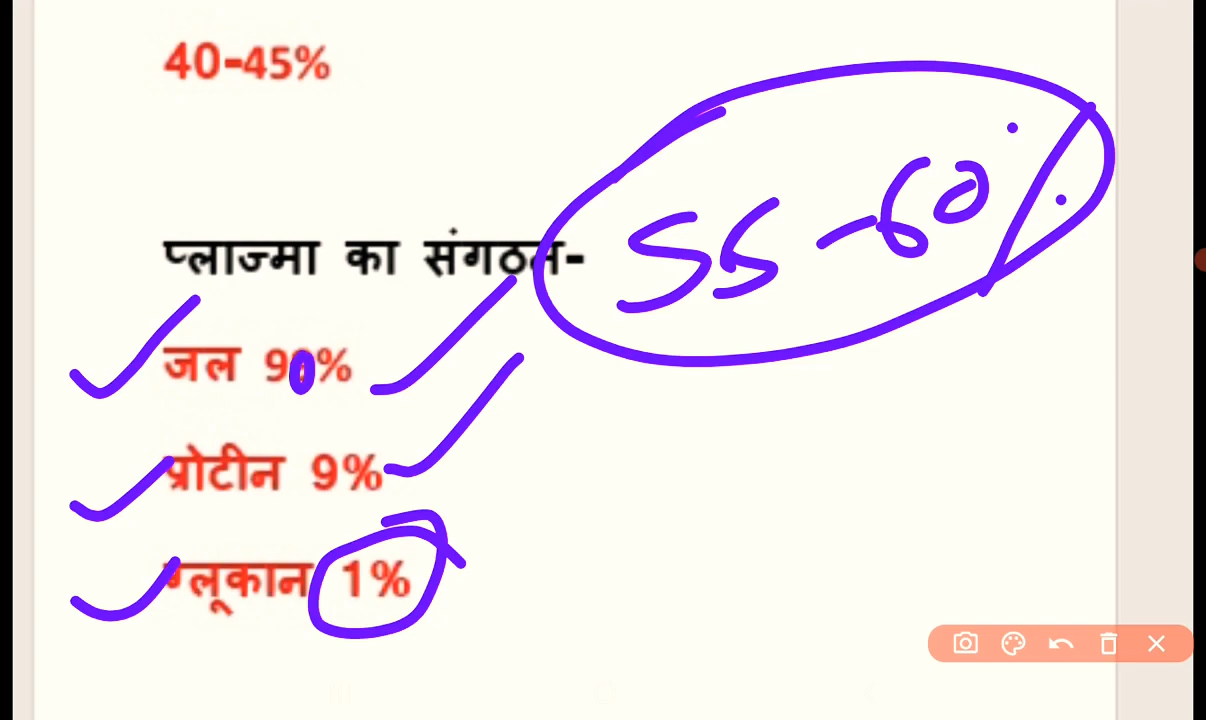 40-45%
55-60%
प्लाज्मा का संगठन-
जल 90%
प्रोटीन 9%
ग्लूकान 1%